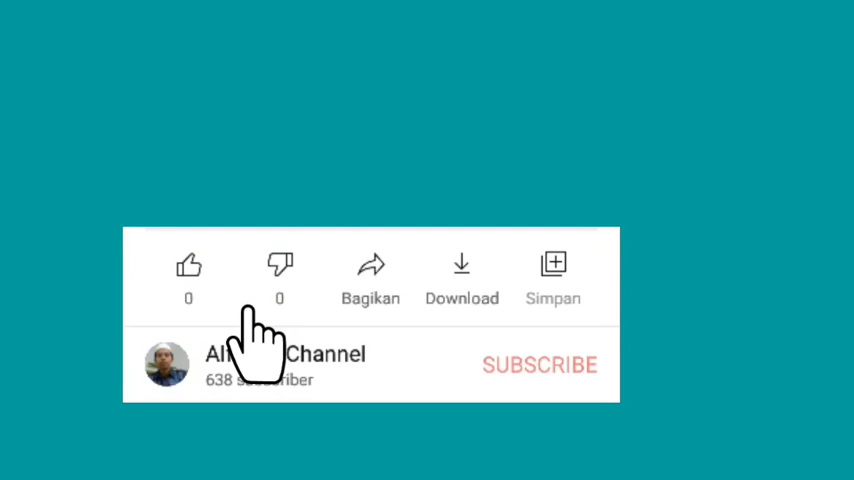 0 0 Bagikan Download Simpan
Channel
SUBSCRIBE
638